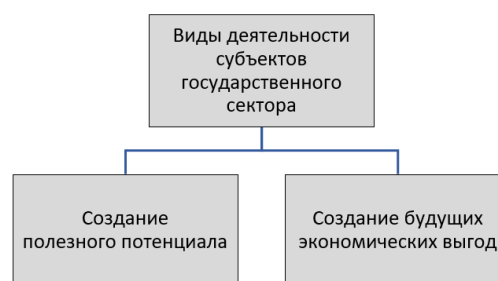 Виды деятельности
субъектов
государственного
сектора
Создание
полезного потенциала
Создание будущих
экономических выгод